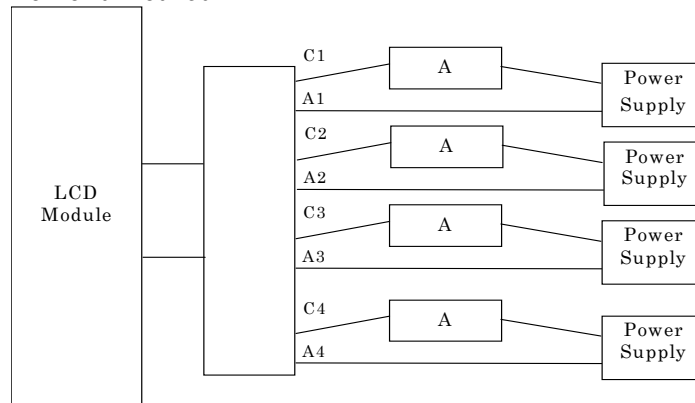 C1
A
Power
Supply
A1
C2
A
Power
Supply
A2
LCD
Module
C3
A
Power
Supply
A3
C4
A
Power
Supply
A4